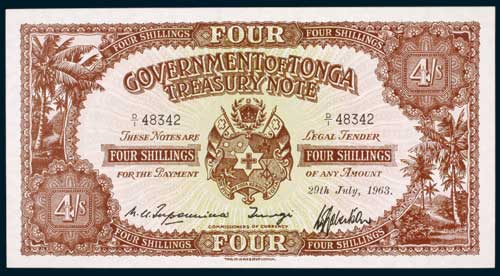 FOUR
FOUR SHILLINGS FOUR SHILLINGS
GOVERNMENT OF TONGA
TREASURY NOTE
4/S 4/S
D/1 48342 D/1 48342
THESE NOTES ARE LEGAL TENDER
FOUR SHILLINGS FOUR SHILLINGS
FOR THE PAYMENT OF ANY AMOUNT
29th July, 1963.
COMMISSIONERS OF CURRENCY
4/S 4/S
FOUR SHILLINGS FOUR SHILLINGS
FOUR